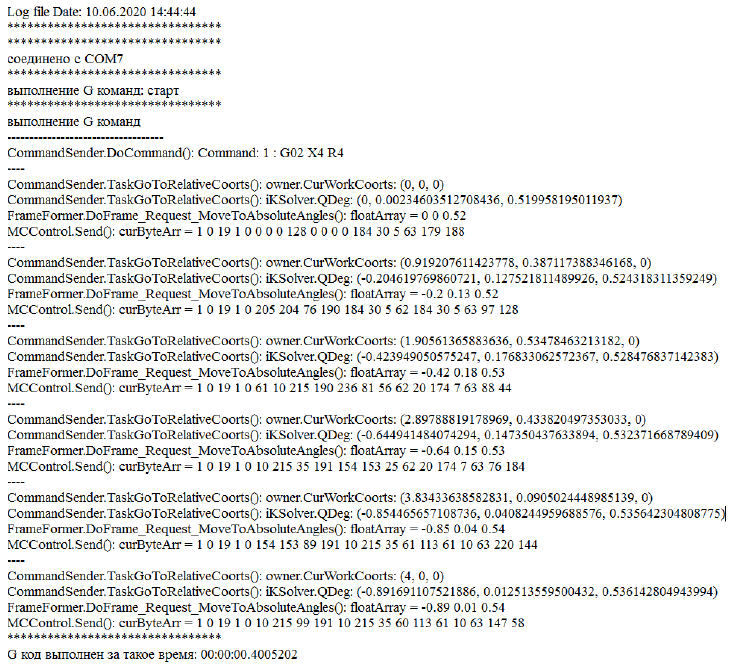 Log file Date: 10.06.2020 14:44:44
********************************
********************************
соединено с COM7
********************************
выполнение G команд: старт
********************************
выполнение G команд
-----------------------------------
CommandSender.DoCommand(): Command: 1 : G02 X4 R4
----
CommandSender.TaskGoToRelativeCoorts(): owner.CurWorkCoorts: (0, 0, 0)
CommandSender.TaskGoToRelativeCoorts(): iKSolver.QDeg: (0, 0.00234603512708436, 0.519958195011937)
FrameFormer.DoFrame_Request_MoveToAbsoluteAngles(): floatArray = 0 0 0.52
MCControl.Send(): curByteArr = 1 0 19 1 0 0 0 0 128 0 0 0 0 184 30 5 63 179 188
----
CommandSender.TaskGoToRelativeCoorts(): owner.CurWorkCoorts: (0.919207611423778, 0.387117388346168, 0)
CommandSender.TaskGoToRelativeCoorts(): iKSolver.QDeg: (-0.204619769860721, 0.127521811489926, 0.524318311359249)
FrameFormer.DoFrame_Request_MoveToAbsoluteAngles(): floatArray = -0.2 0.13 0.52
MCControl.Send(): curByteArr = 1 0 19 1 0 205 204 76 190 184 30 5 62 184 30 5 63 97 128
----
CommandSender.TaskGoToRelativeCoorts(): owner.CurWorkCoorts: (1.90561365883636, 0.53478463213182, 0)
CommandSender.TaskGoToRelativeCoorts(): iKSolver.QDeg: (-0.423949050575247, 0.176833062572367, 0.528476837142383)
FrameFormer.DoFrame_Request_MoveToAbsoluteAngles(): floatArray = -0.42 0.18 0.53
MCControl.Send(): curByteArr = 1 0 19 1 0 61 10 215 190 236 81 56 62 20 174 7 63 88 44
----
CommandSender.TaskGoToRelativeCoorts(): owner.CurWorkCoorts: (2.89788819178969, 0.433820497353033, 0)
CommandSender.TaskGoToRelativeCoorts(): iKSolver.QDeg: (-0.644941484074294, 0.147350437633894, 0.532371668789409)
FrameFormer.DoFrame_Request_MoveToAbsoluteAngles(): floatArray = -0.64 0.15 0.53
MCControl.Send(): curByteArr = 1 0 19 1 0 10 215 35 191 154 153 25 62 20 174 7 63 76 184
----
CommandSender.TaskGoToRelativeCoorts(): owner.CurWorkCoorts: (3.83433638582831, 0.0905024448985139, 0)
CommandSender.TaskGoToRelativeCoorts(): iKSolver.QDeg: (-0.854465657108736, 0.0408244959688576, 0.535642304808775)
FrameFormer.DoFrame_Request_MoveToAbsoluteAngles(): floatArray = -0.85 0.04 0.54
MCControl.Send(): curByteArr = 1 0 19 1 0 154 153 89 191 10 215 35 61 113 61 10 63 220 144
----
CommandSender.TaskGoToRelativeCoorts(): owner.CurWorkCoorts: (4, 0, 0)
CommandSender.TaskGoToRelativeCoorts(): iKSolver.QDeg: (-0.891691107521886, 0.012513559500432, 0.536142804943994)
FrameFormer.DoFrame_Request_MoveToAbsoluteAngles(): floatArray = -0.89 0.01 0.54
MCControl.Send(): curByteArr = 1 0 19 1 0 10 215 99 191 10 215 35 60 113 61 10 63 147 58
********************************
G код выполнен за такое время: 00:00:00.4005202